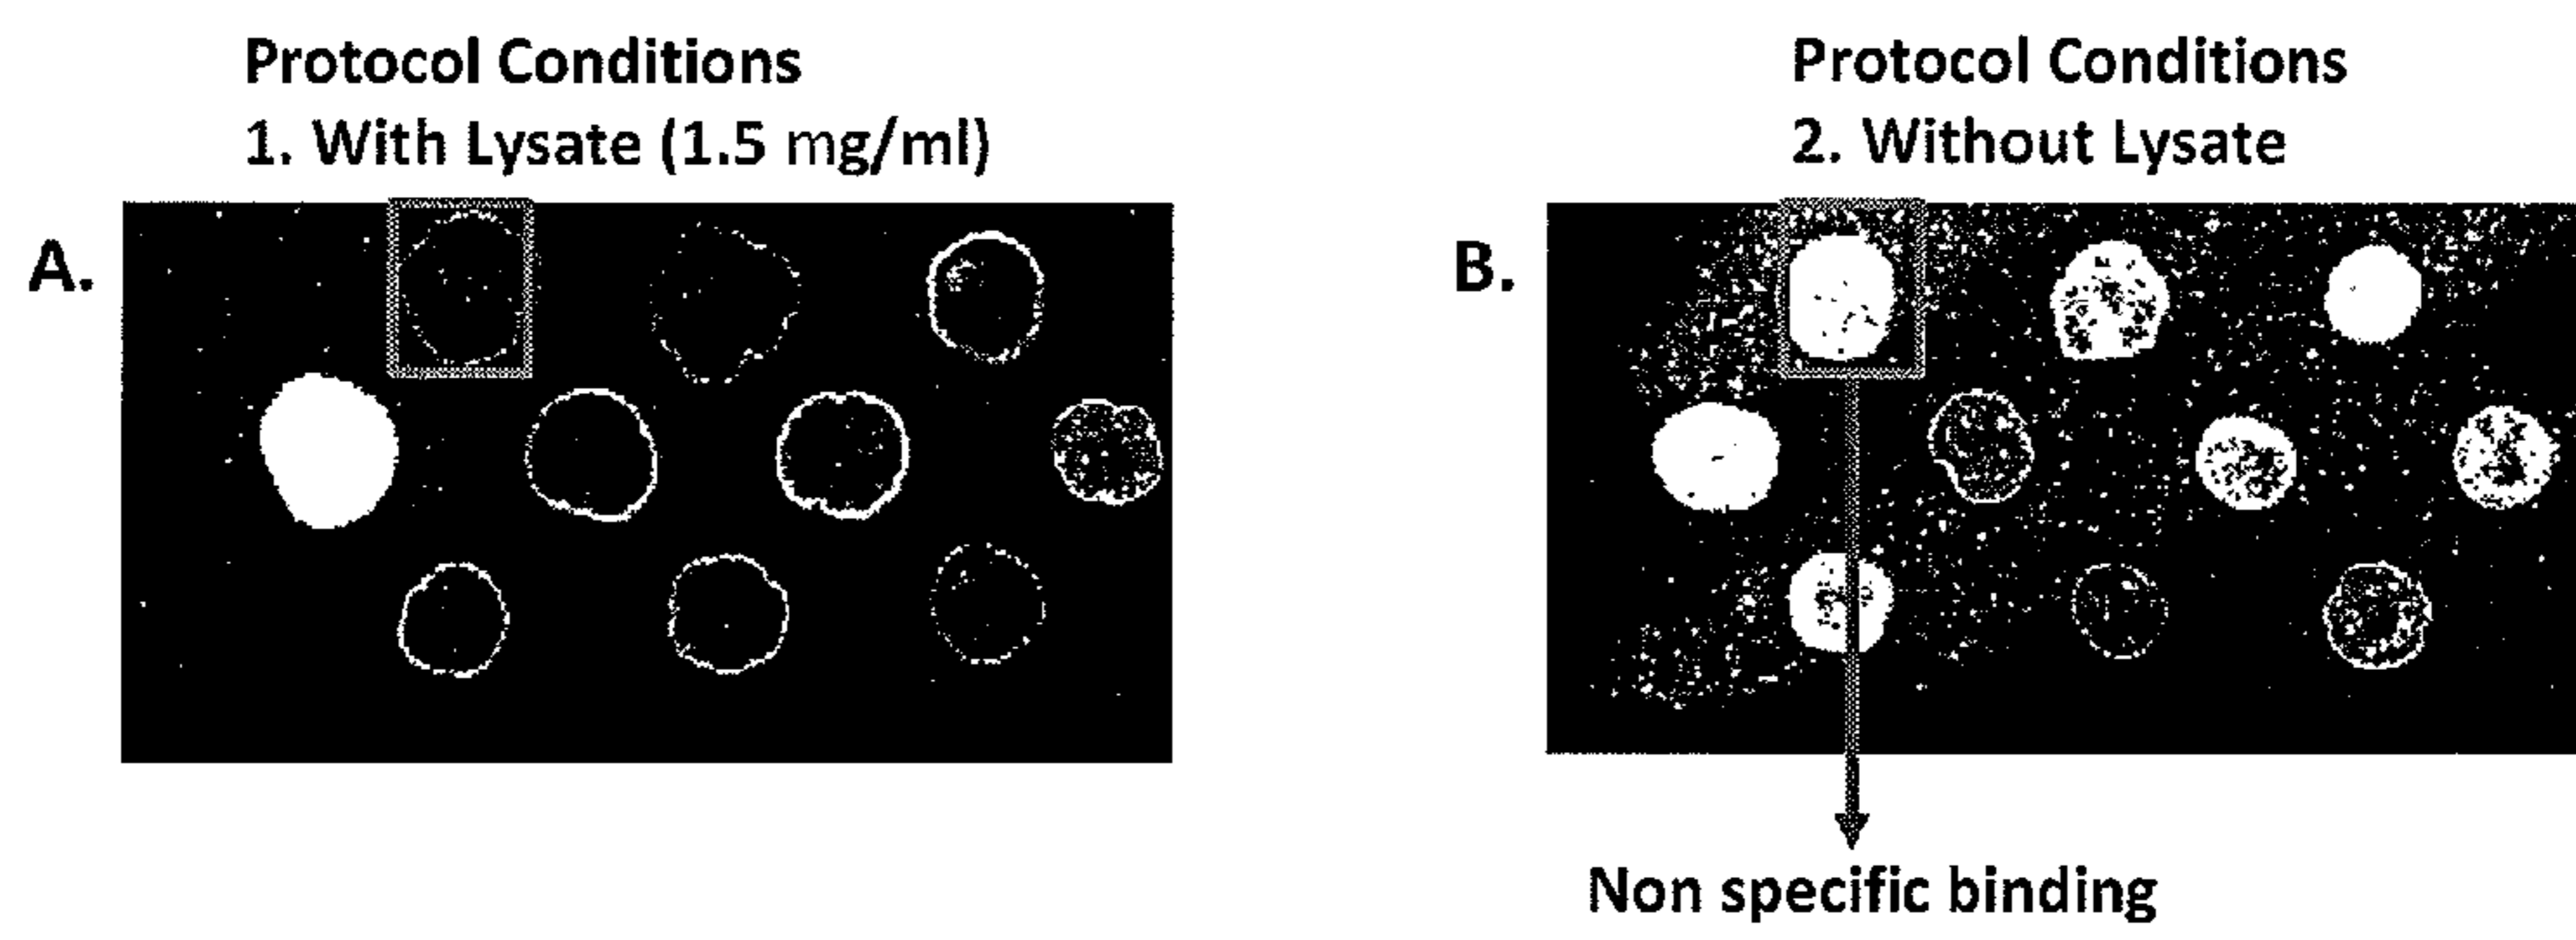 Protocol Conditions
1. With Lysate (1.5 mg/ml)
Protocol Conditions
2. Without Lysate
A.
B.
Non specific binding